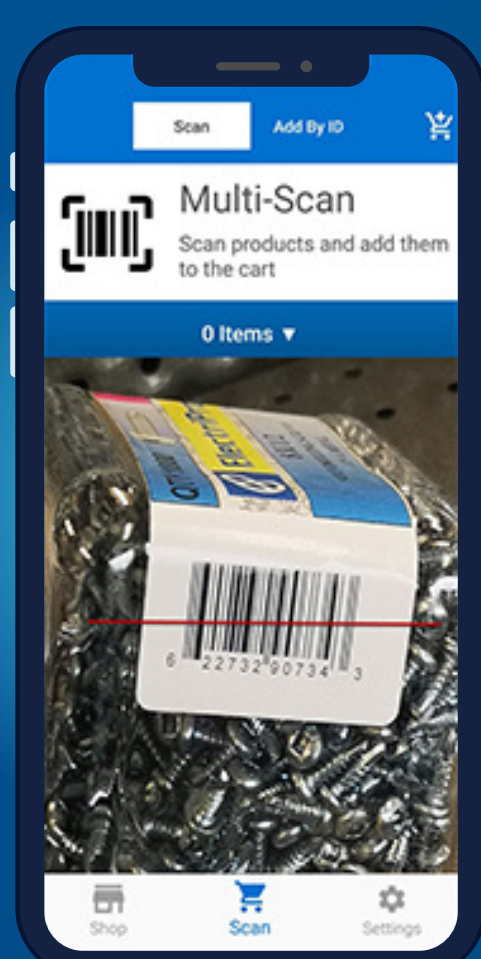 Scan
Add By ID
Multi-Scan
Scan products and add them
to the cart
0 Items ▼
6 22732 90734 3
Shop
Scan
Settings